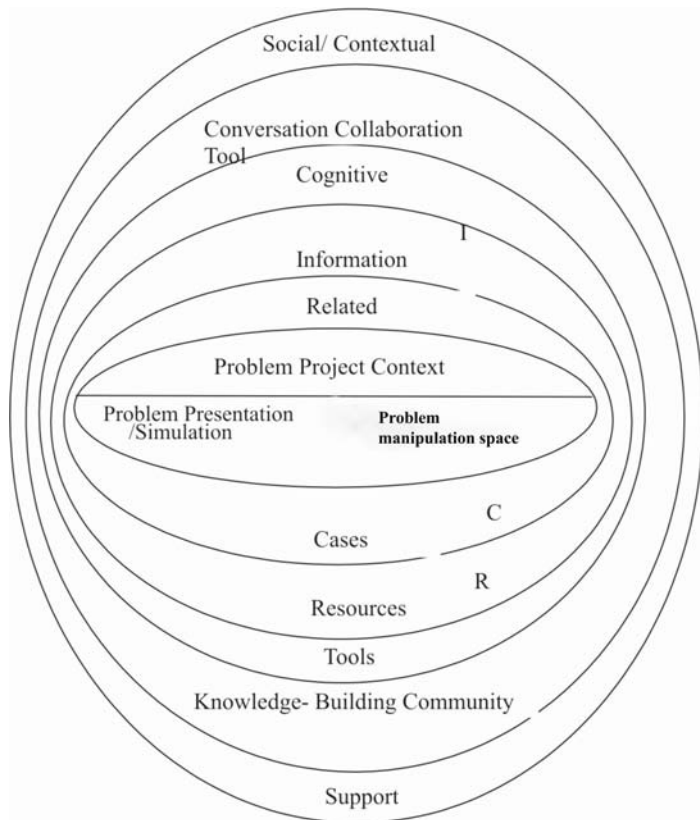 Social/ Contextual
Conversation Collaboration
Tool
Cognitive
I
Information
Related
Problem Project Context
Problem Presentation
/Simulation
Problem
manipulation space
C
Cases
R
Resources
Tools
Knowledge- Building Community
Support